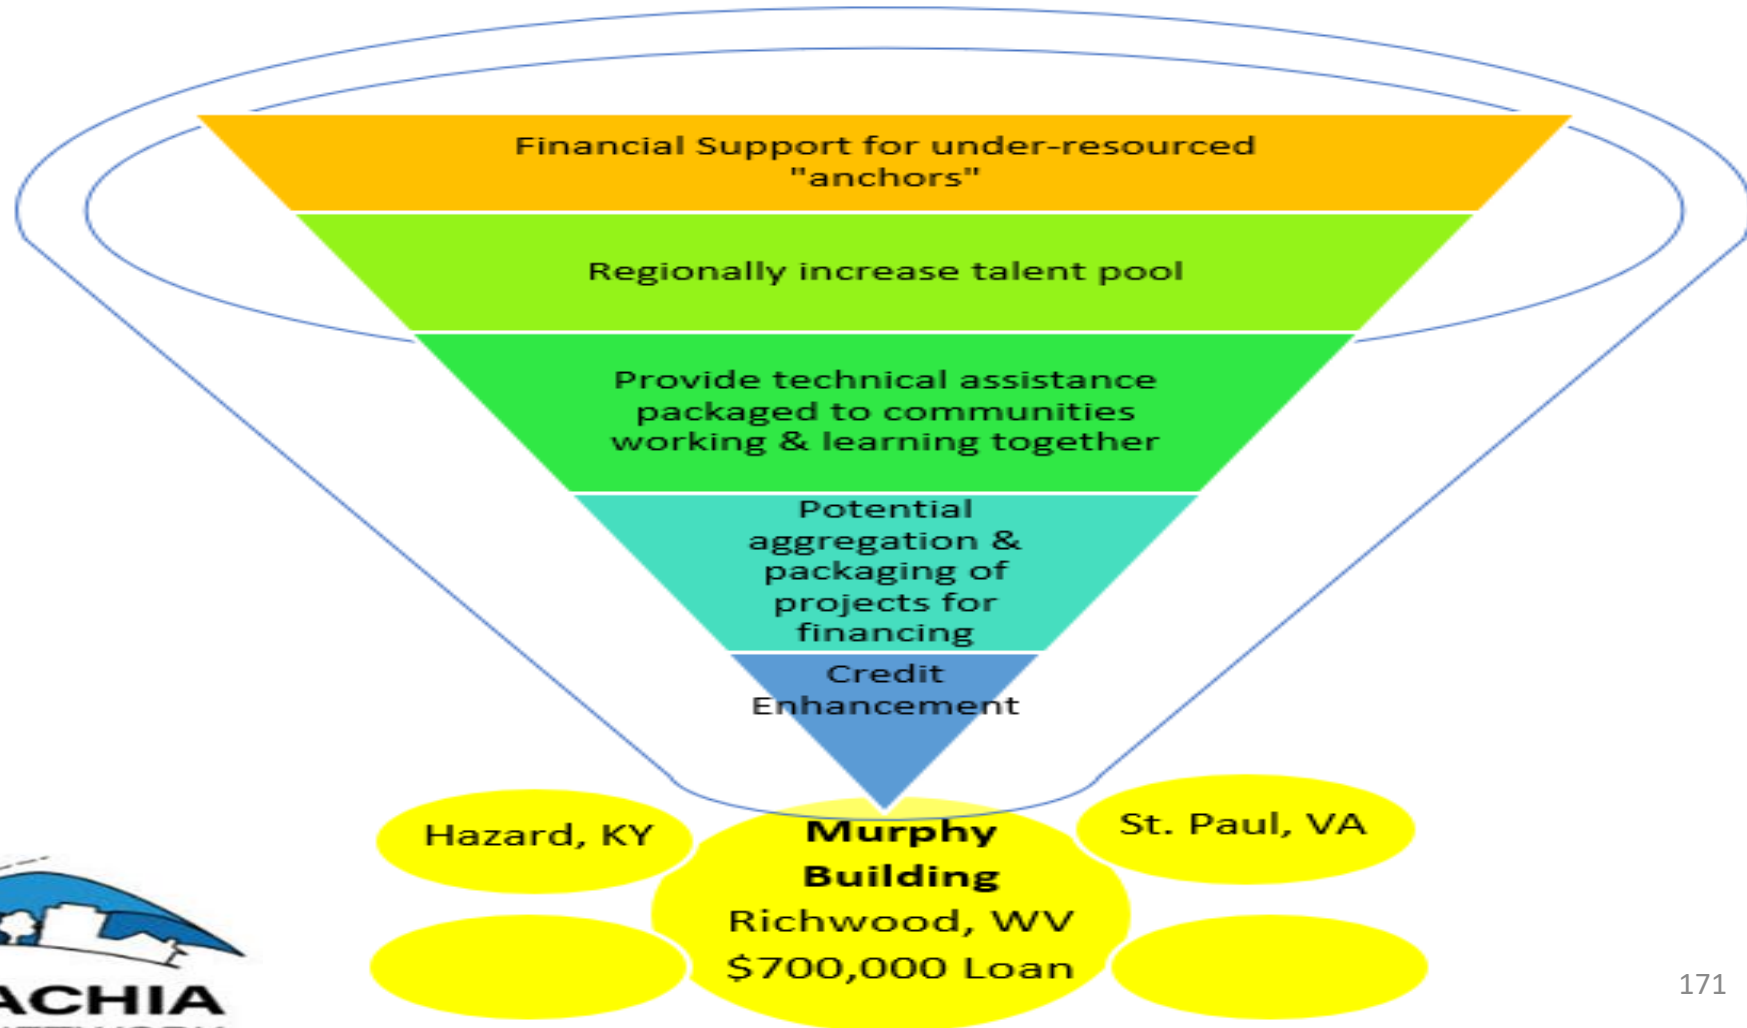 Financial Support for under-resourced
"anchors"
Regionally increase talent pool
Provide technical assistance
packaged to communities
working & learning together
Potential
aggregation &
packaging of
projects for
financing
Credit
Enhancement
Hazard, KY
St. Paul, VA
Murphy
Building
Richwood, WV
$700,000 Loan
ACHIA
171